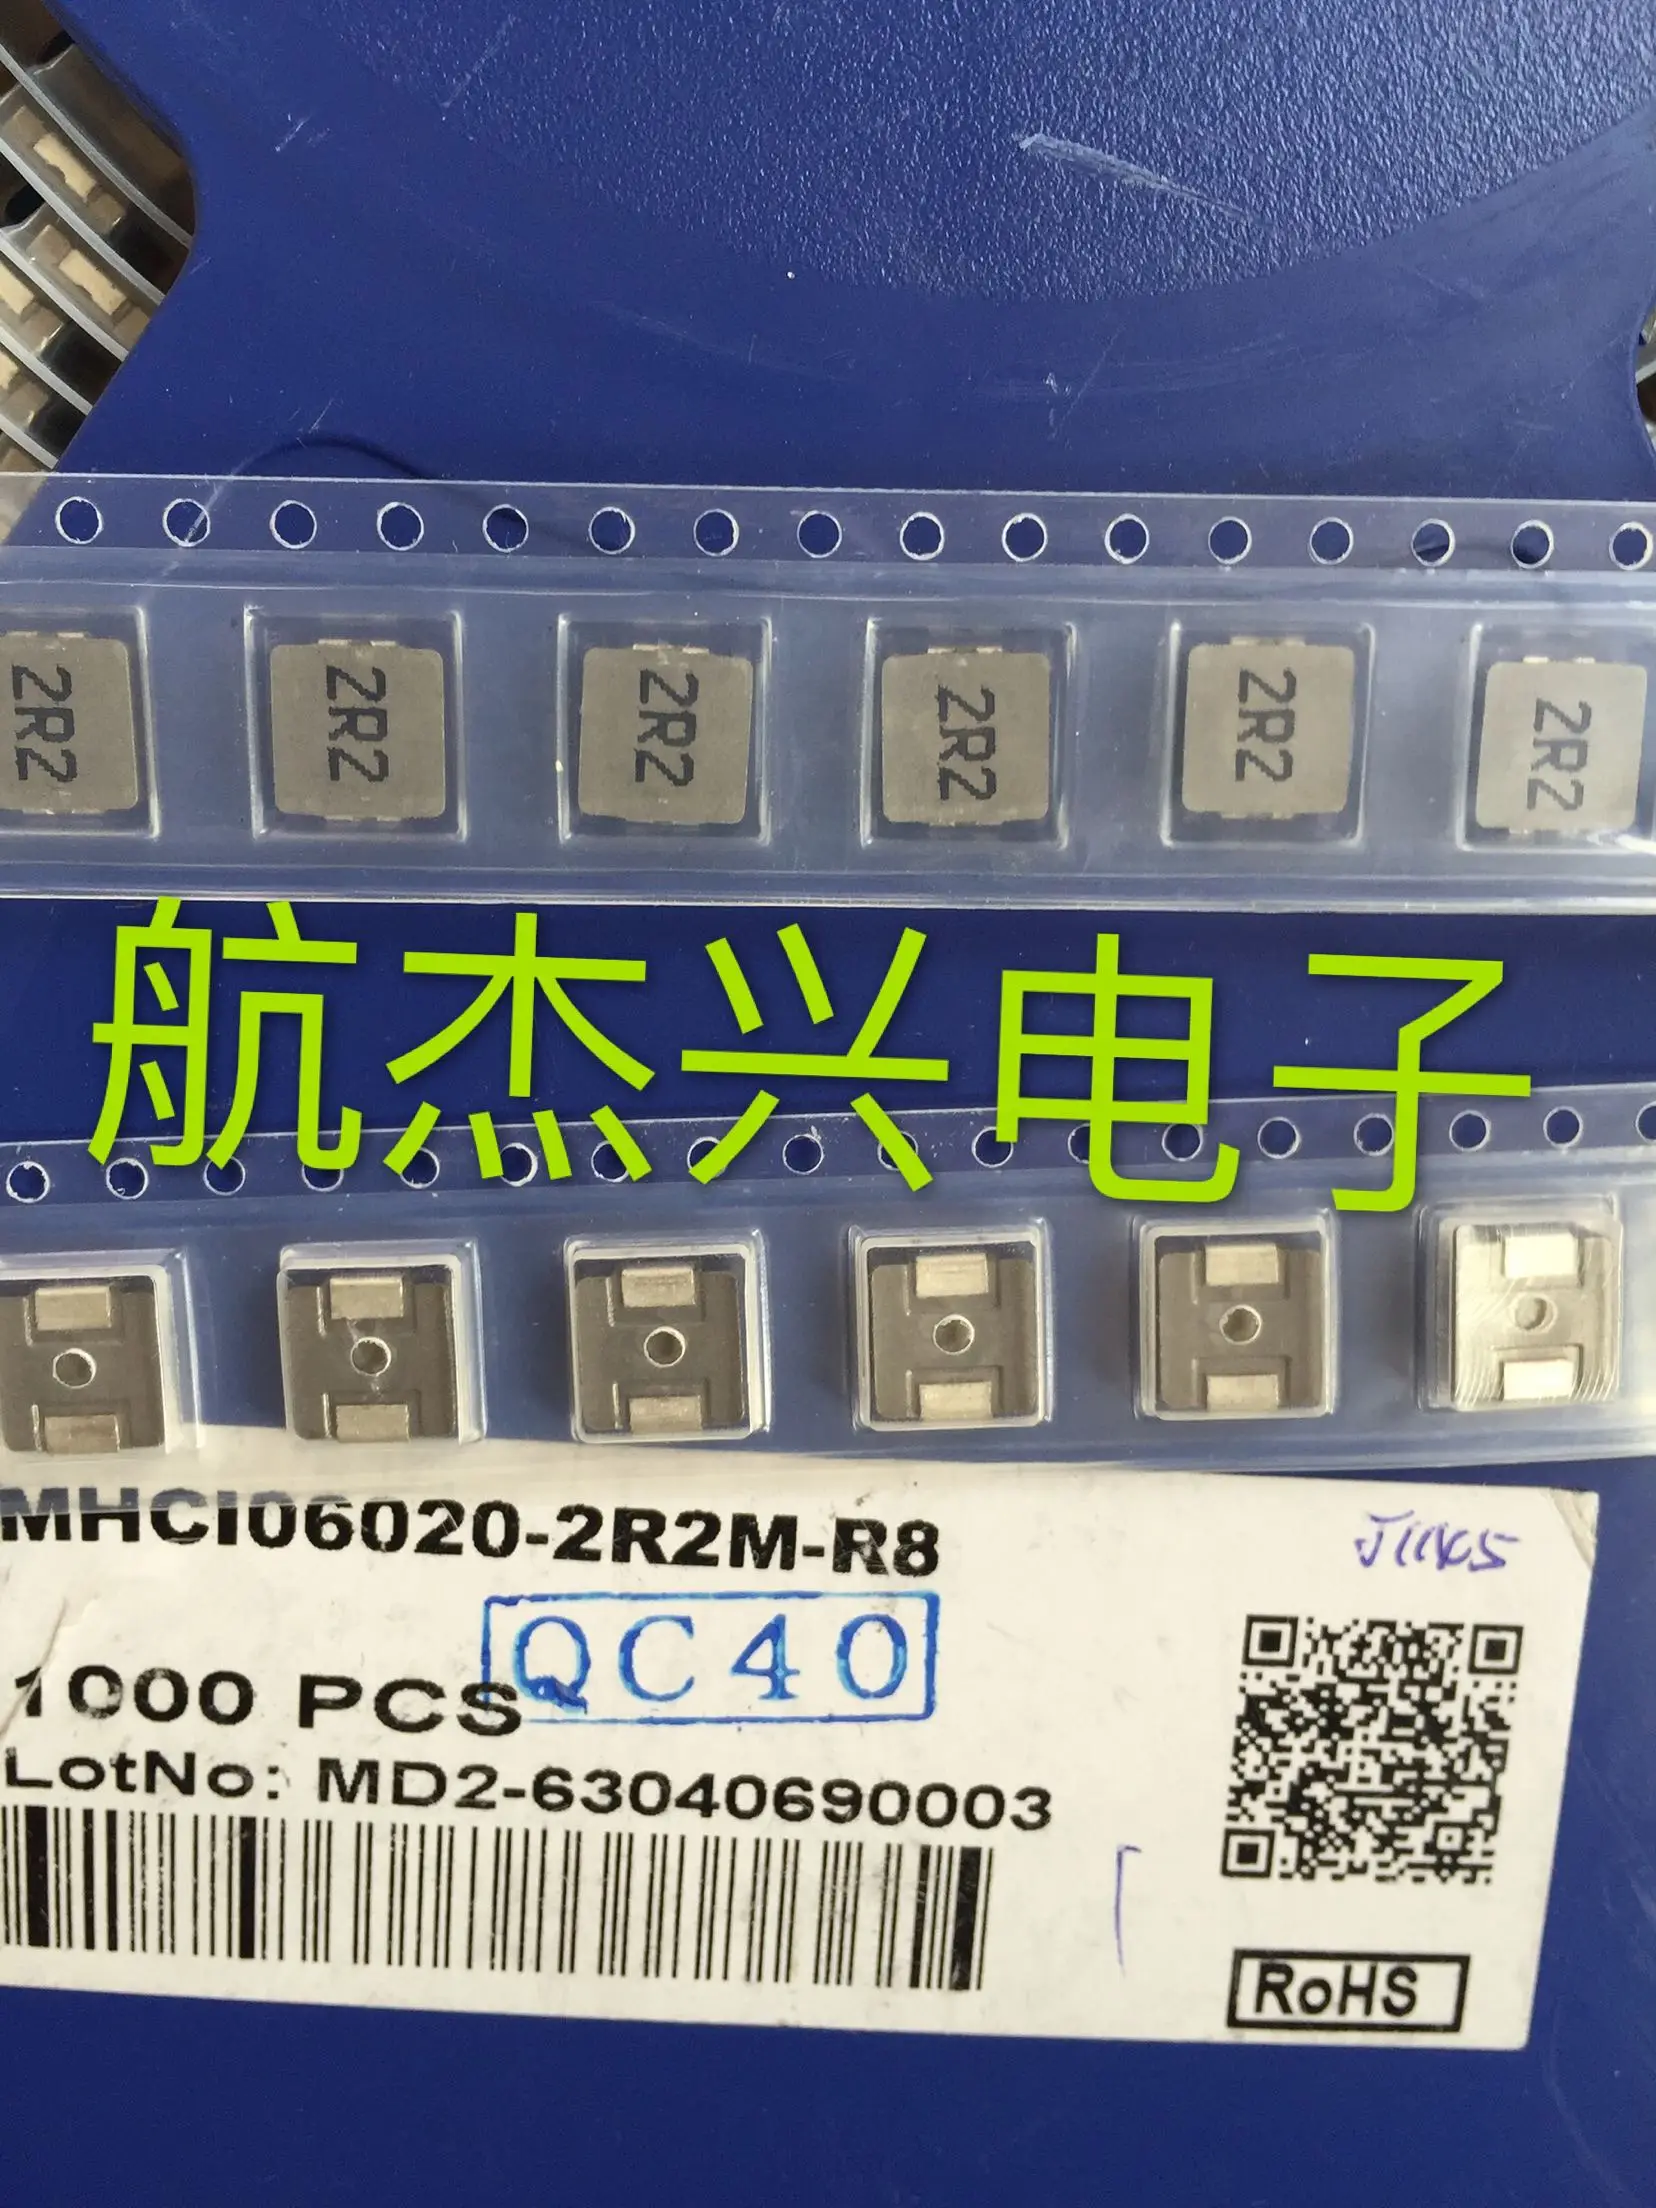 2R2 2R2 2R2 2R2 2R2 2R2
航杰兴电子
MHCI06020-2R2M-R8
QC40
1000 PCS
LotNo: MD2-63040690003
RoHS